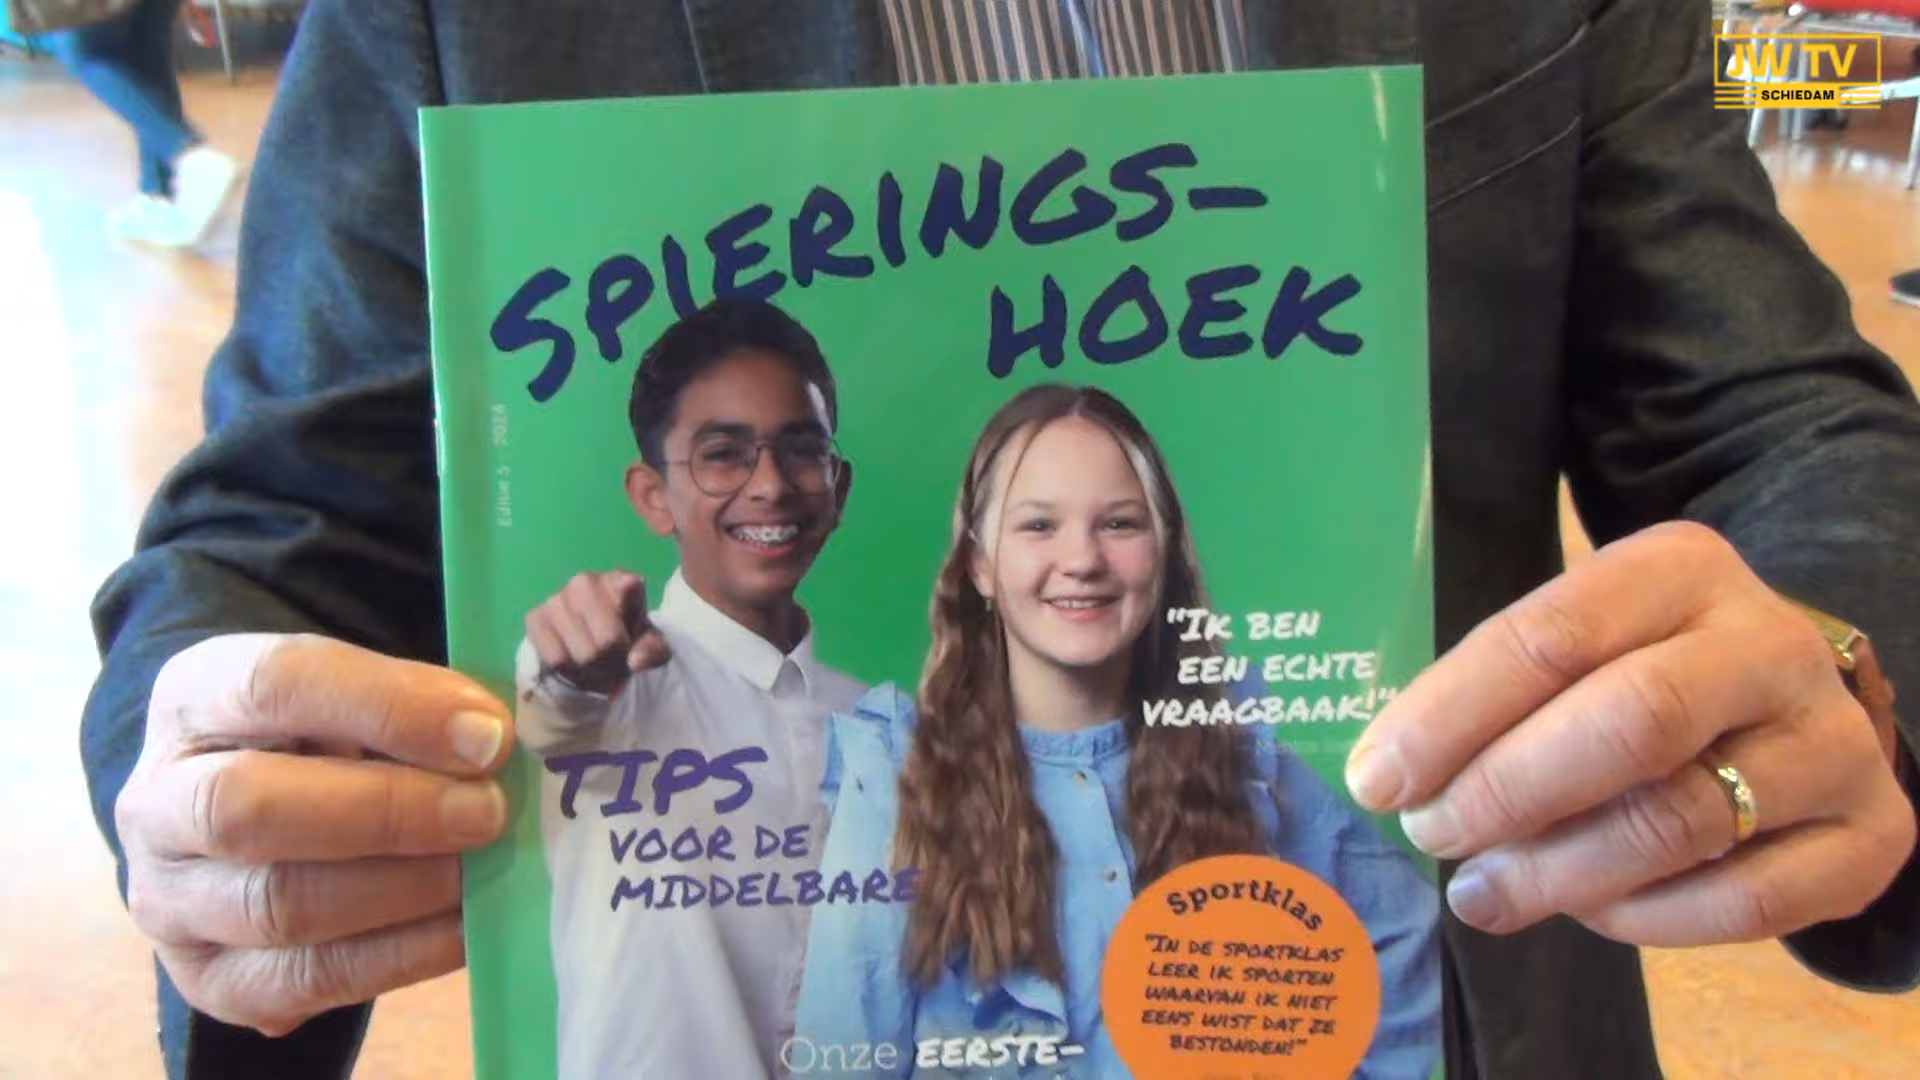 JW TV
SCHIEDAM
SPIERINGS-
HOEK
Editie 6 - 2024
"IK BEN
EEN ECHTE
VRAAGBAAK!"
TIPS
VOOR DE
MIDDELBARE
Sportklas
"IN DE SPORTKLAS
LEER IK SPORTEN
WAARVAN IK NIET
EENS WIST DAT ZE
BESTONDEN!"
Onze EERSTE-